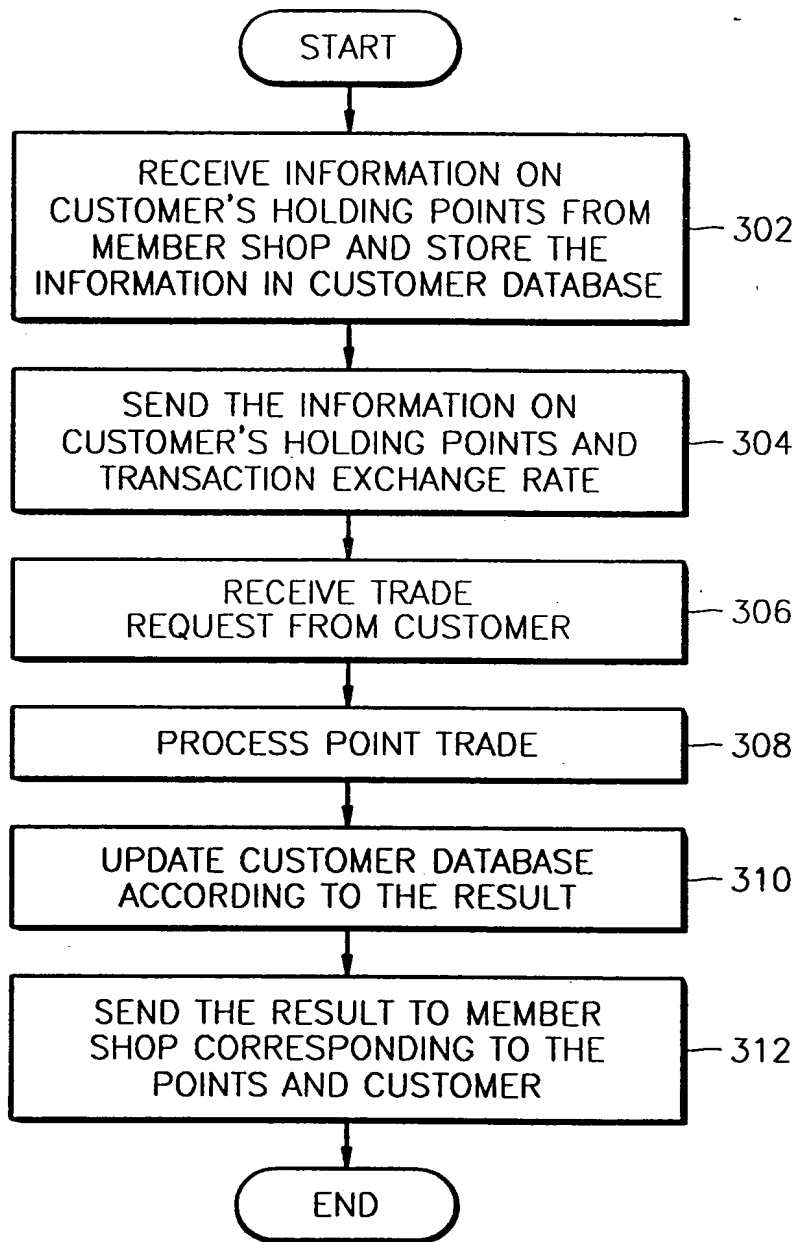 START
RECEIVE INFORMATION ON
CUSTOMER'S HOLDING POINTS FROM
MEMBER SHOP AND STORE THE
INFORMATION IN CUSTOMER DATABASE
302
SEND THE INFORMATION ON
CUSTOMER'S HOLDING POINTS AND
TRANSACTION EXCHANGE RATE
304
RECEIVE TRADE
REQUEST FROM CUSTOMER
306
PROCESS POINT TRADE
308
UPDATE CUSTOMER DATABASE
ACCORDING TO THE RESULT
310
SEND THE RESULT TO MEMBER
SHOP CORRESPONDING TO THE
POINTS AND CUSTOMER
312
END